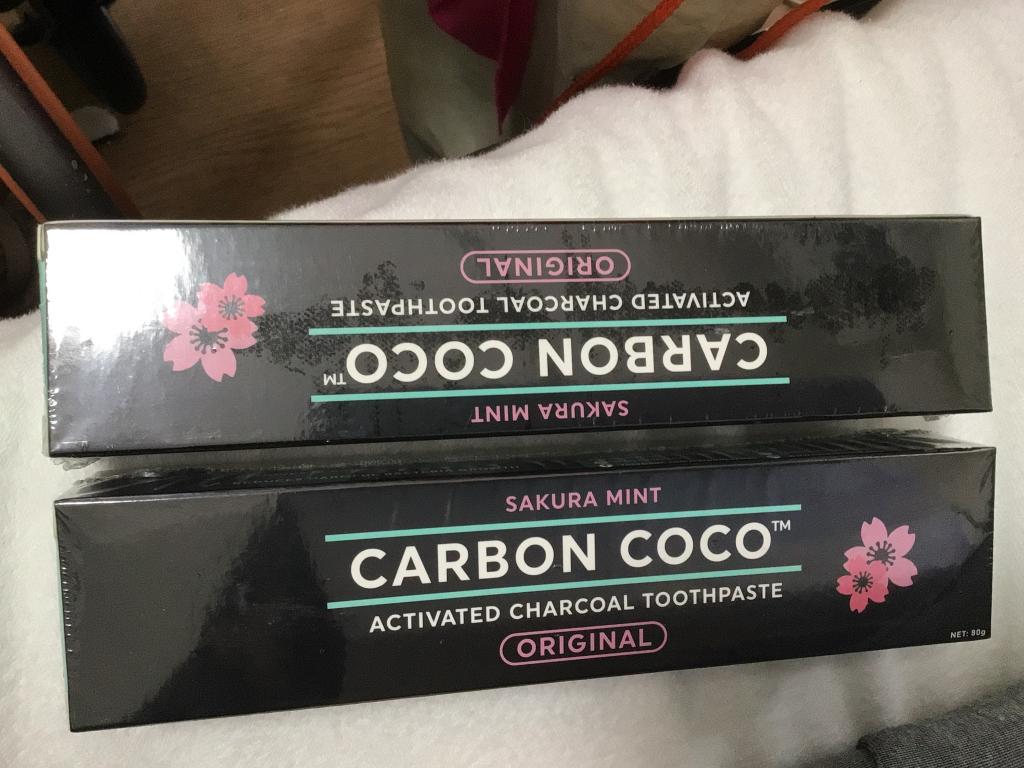 ORIGINAL
ACTIVATED CHARCOAL TOOTHPASTE
CARBON COCO™
SAKURA MINT
SAKURA MINT
CARBON COCO™
ACTIVATED CHARCOAL TOOTHPASTE
ORIGINAL
NET: 80g